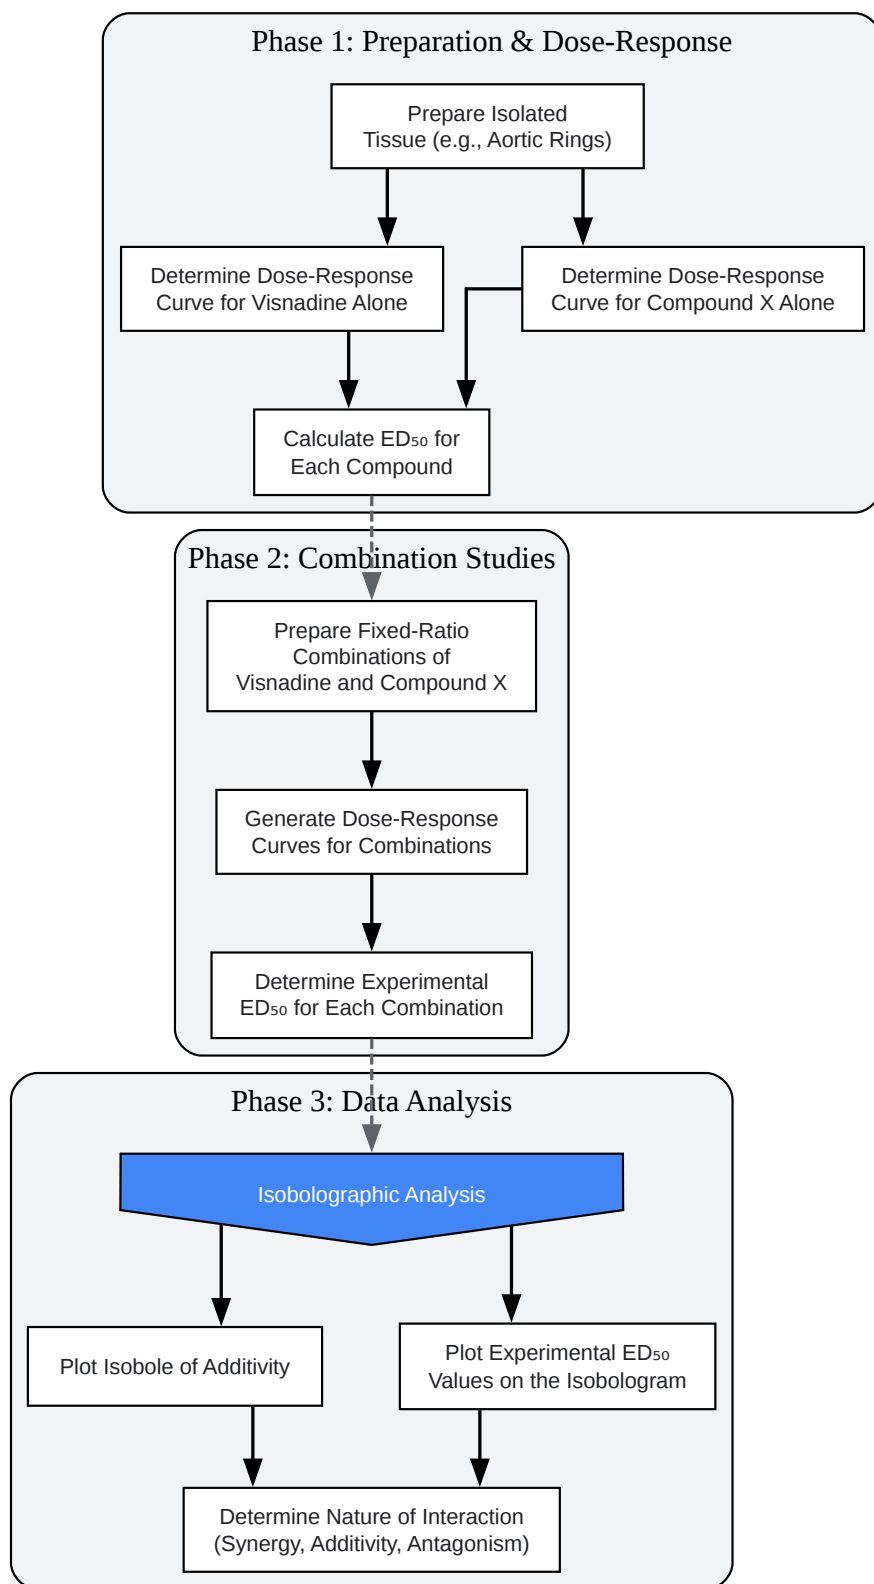 Phase 1: Preparation & Dose-Response
Prepare Isolated
Tissue (e.g., Aortic Rings)
Determine Dose-Response
Curve for Visnadine Alone
Determine Dose-Response
Curve for Compound X Alone
Calculate ED₅₀ for
Each Compound
Phase 2: Combination Studies
Prepare Fixed-Ratio
Combinations of
Visnadine and Compound X
Generate Dose-Response
Curves for Combinations
Determine Experimental
ED₅₀ for Each Combination
Phase 3: Data Analysis
Isobolographic Analysis
Plot Isobole of Additivity
Plot Experimental ED₅₀
Values on the Isobologram
Determine Nature of Interaction
(Synergy, Additivity, Antagonism)